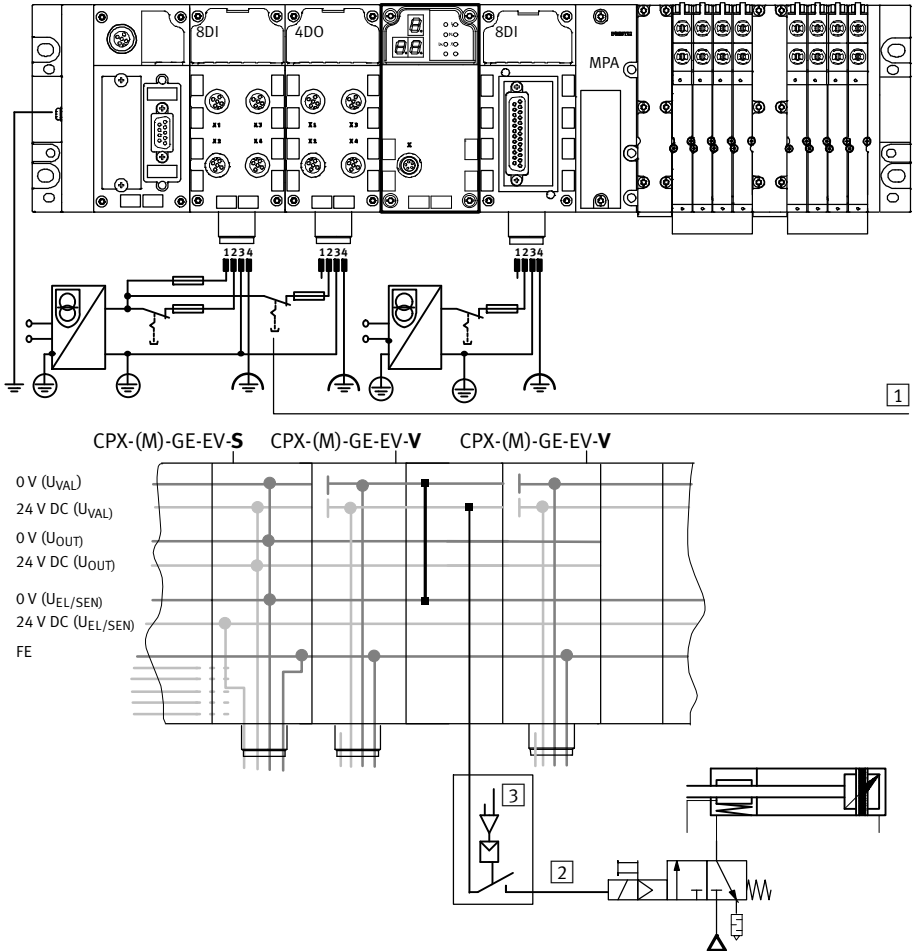 8DI 4DO 8DI
MPA
X1 X3 X1 X3 X
X2 X4 X2 X4
1234 1234 1234
1
CPX-(M)-GE-EV-S CPX-(M)-GE-EV-V CPX-(M)-GE-EV-V
0 V (UVAL)
24 V DC (UVAL)
0 V (UOUT)
24 V DC (UOUT)
0 V (UEL/SEN)
24 V DC (UEL/SEN)
FE
3
2